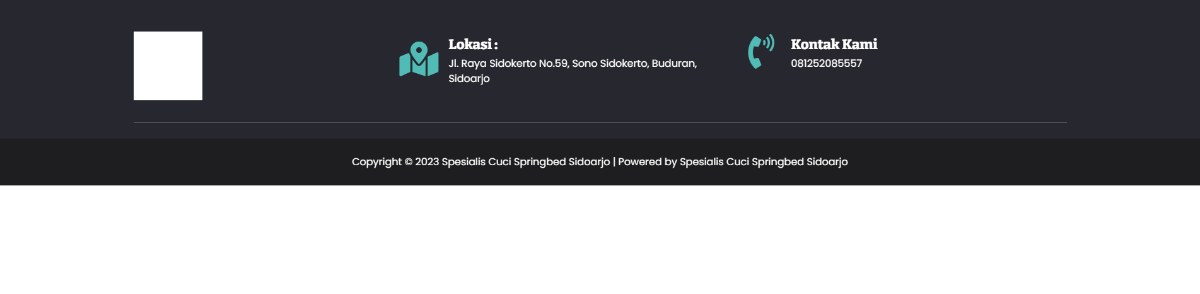 Lokasi :
Jl. Raya Sidokerto No.59, Sono Sidokerto, Buduran,
Sidoarjo
Kontak Kami
081252085557
Copyright © 2023 Spesialis Cuci Springbed Sidoarjo | Powered by Spesialis Cuci Springbed Sidoarjo